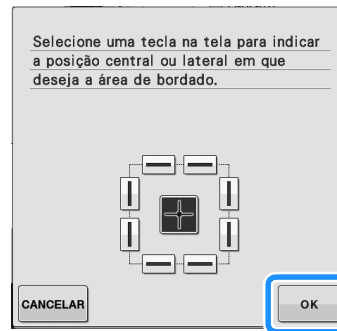 Selecione uma tecla na tela para indicar
a posição central ou lateral em que
deseja a área de bordado.
CANCELAR
OK